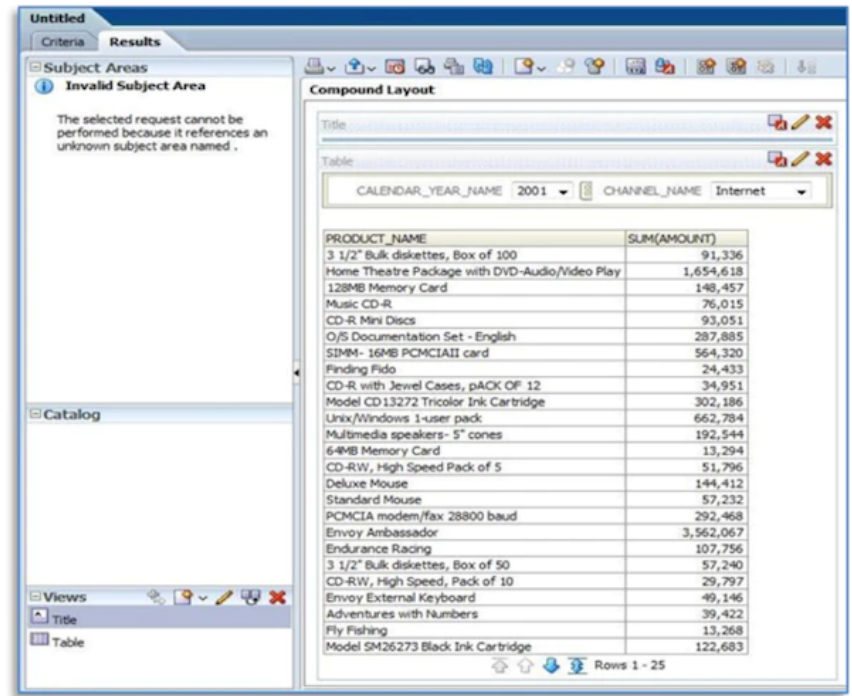 Untitled
Criteria Results
Subject Areas
Invalid Subject Area
The selected request cannot be
performed because it references an
unknown subject area named .
Catalog
Views
Title
Table
Compound Layout
Title
Table
CALENDAR_YEAR_NAME 2001 CHANNEL_NAME Internet
PRODUCT_NAME SUM(AMOUNT)
3 1/2" Bulk diskettes, Box of 100 91,336
Home Theatre Package with DVD-Audio/Video Play 1,654,618
128MB Memory Card 148,457
Music CD-R 76,015
CD-R Mini Discs 93,051
O/S Documentation Set - English 287,885
SIMM- 16MB PCMCIAII card 564,320
Finding Fido 24,433
CD-R with Jewel Cases, pACK OF 12 34,951
Model CD13272 Tricolor Ink Cartridge 302,186
Unix/Windows 1-user pack 662,784
Multimedia speakers- 5" cones 192,544
64MB Memory Card 13,294
CD-RW, High Speed Pack of 5 51,796
Deluxe Mouse 144,412
Standard Mouse 57,232
PCMCIA modem/fax 28800 baud 292,468
Envoy Ambassador 3,562,067
Endurance Racing 107,756
3 1/2" Bulk diskettes, Box of 50 57,240
CD-RW, High Speed, Pack of 10 29,797
Envoy External Keyboard 49,146
Adventures with Numbers 39,422
Fly Fishing 13,268
Model SM26273 Black Ink Cartridge 122,683
Rows 1 - 25